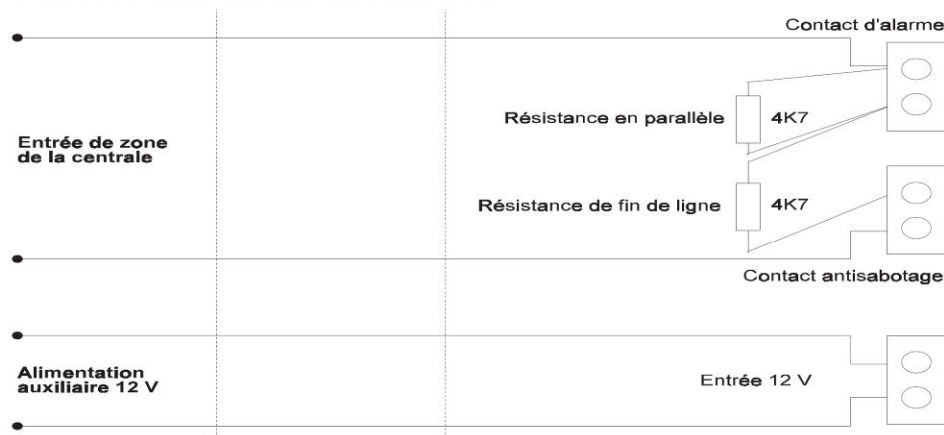 Contact d'alarme
Résistance en parallèle 4K7
Entrée de zone
de la centrale
Résistance de fin de ligne 4K7
Contact antisabotage
Alimentation
auxiliaire 12 V
Entrée 12 V